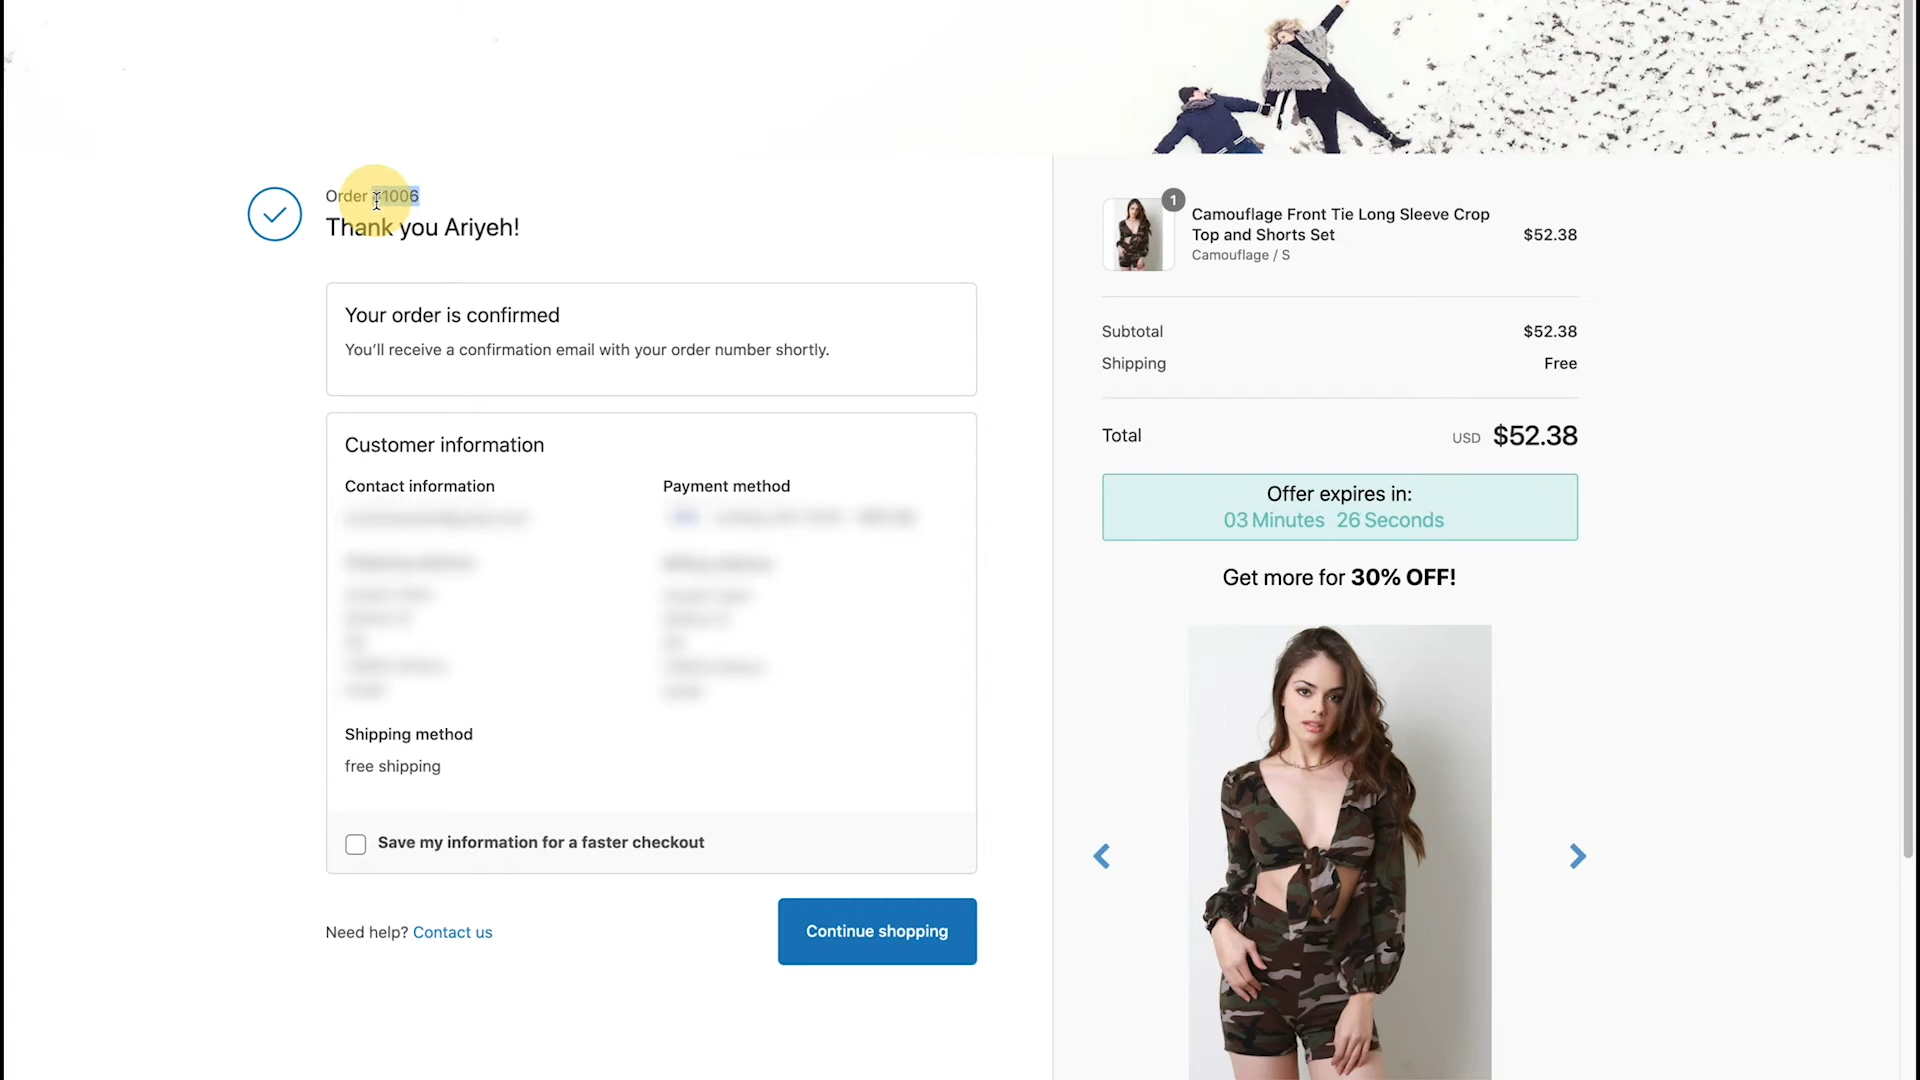 Order #1006
Thank you Ariyeh!
Your order is confirmed
You'll receive a confirmation email with your order number shortly.
Customer information
Contact information
Payment method
Shipping method
free shipping
Save my information for a faster checkout
Need help? Contact us
Continue shopping
1
Camouflage Front Tie Long Sleeve Crop
Top and Shorts Set
Camouflage / S
$52.38
Subtotal
$52.38
Shipping
Free
Total
USD $52.38
Offer expires in:
03 Minutes 26 Seconds
Get more for 30% OFF!